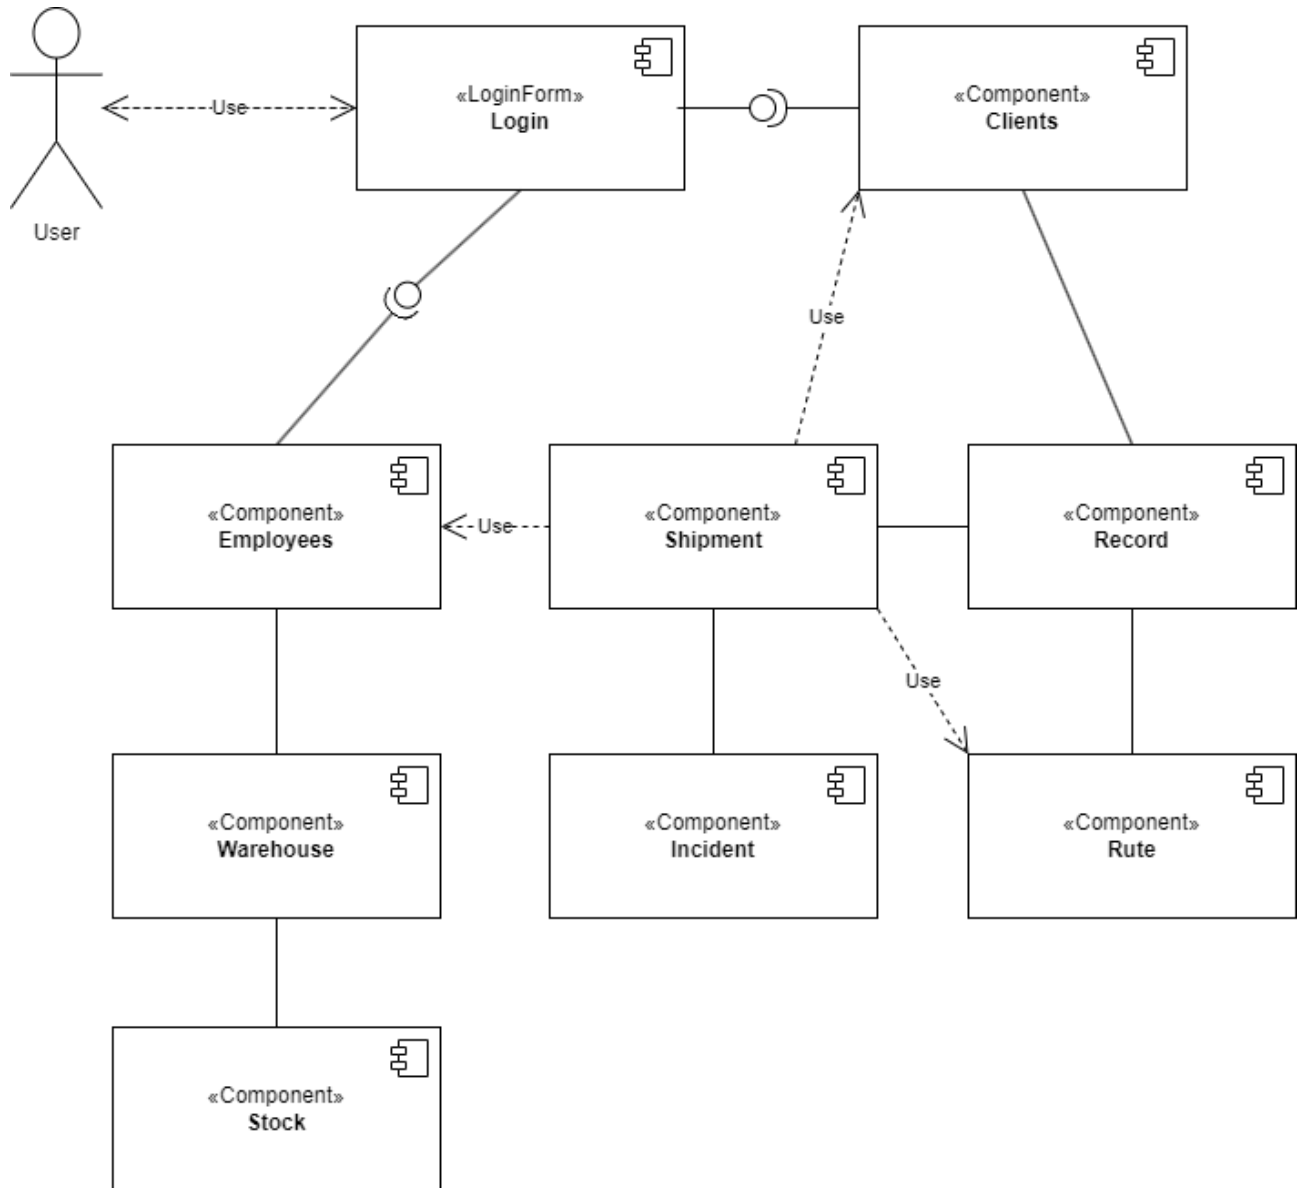 «LoginForm»
Login
«Component»
Clients
Use
User
Use
«Component»
Employees
Use
«Component»
Shipment
«Component»
Record
Use
«Component»
Warehouse
«Component»
Incident
«Component»
Rute
«Component»
Stock